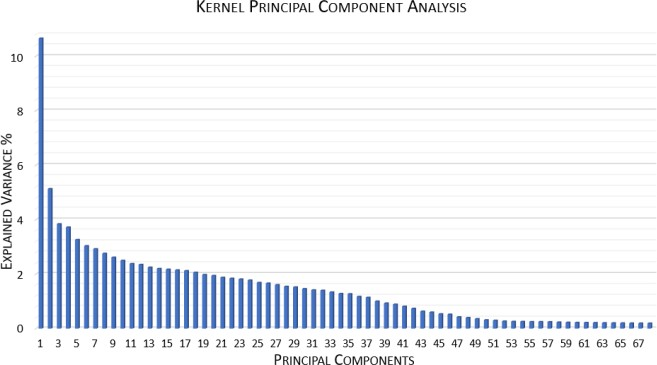 KERNEL PRINCIPAL COMPONENT ANALYSIS
EXPLAINED VARIANCE %
10
8
6
4
2
0
1 3 5 7 9 11 13 15 17 19 21 23 25 27 29 31 33 35 37 39 41 43 45 47 49 51 53 55 57 59 61 63 65 67
PRINCIPAL COMPONENTS